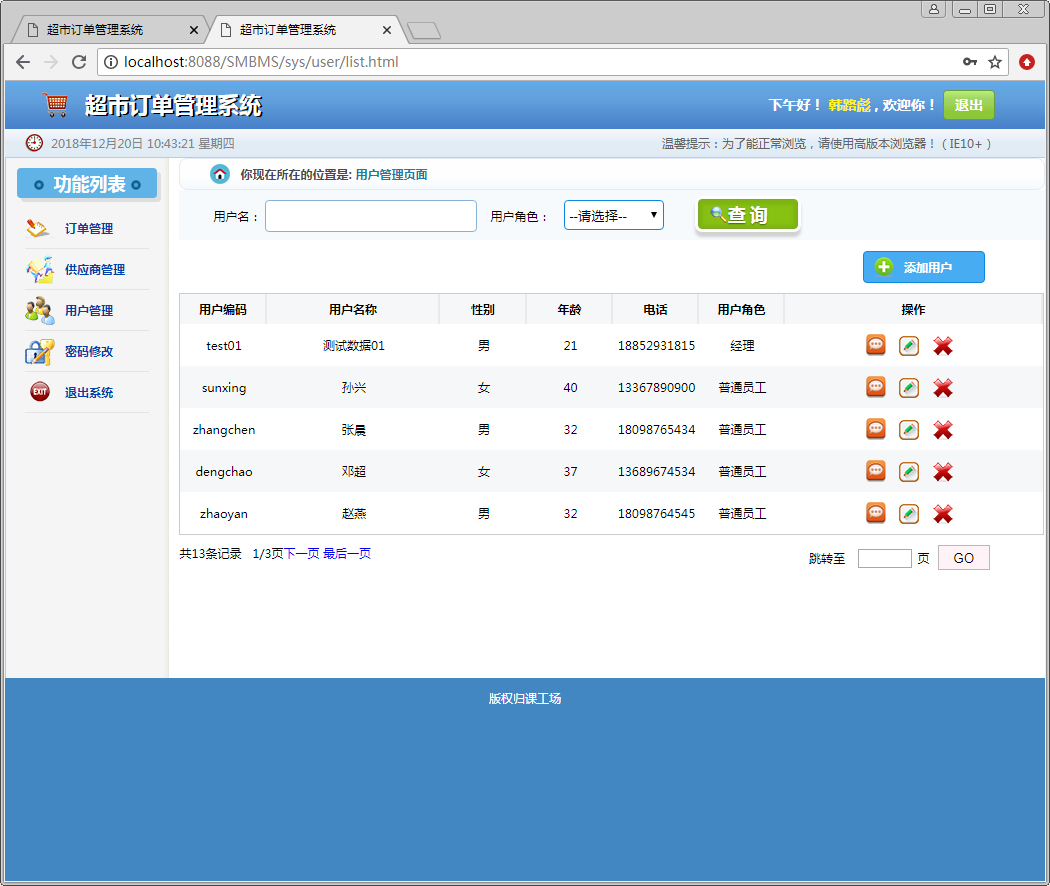 超市订单管理系统 超市订单管理系统
localhost:8088/SMBMS/sys/user/list.html
超市订单管理系统 下午好！ 韩路彪，欢迎你！ 退出
2018年12月20日 10:43:21 星期四 温馨提示：为了能正常浏览，请使用高版本浏览器！（IE10+）
功能列表
订单管理
供应商管理
用户管理
密码修改
EXIT 退出系统
你现在所在的位置是: 用户管理页面
用户名： 用户角色： --请选择-- 查询
添加用户
用户编码 用户名称 性别 年龄 电话 用户角色 操作
test01 测试数据01 男 21 18852931815 经理
sunxing 孙兴 女 40 13367890900 普通员工
zhangchen 张晨 男 32 18098765434 普通员工
dengchao 邓超 女 37 13689674534 普通员工
zhaoyan 赵燕 男 32 18098764545 普通员工
共13条记录 1/3页下一页 最后一页 跳转至 页 GO
版权归课工场